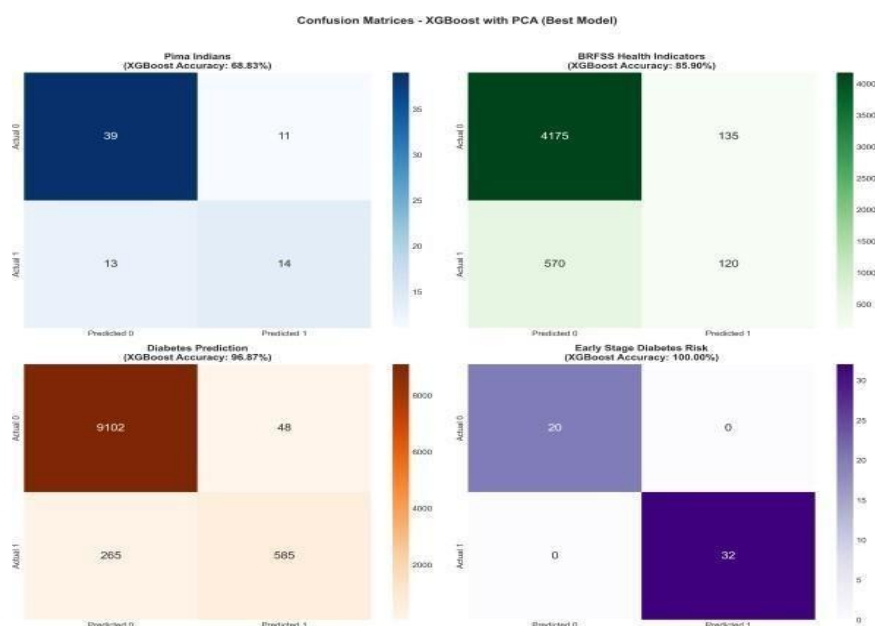 Confusion Matrices - XGBoost with PCA (Best Model)
Pima Indians
(XGBoost Accuracy: 68.83%)
Actual 0
39
11
Actual 1
13
14
Predicted 0
Predicted 1
35
30
25
20
15
BRFSS Health Indicators
(XGBoost Accuracy: 85.90%)
Actual 0
4175
135
Actual 1
570
120
Predicted 0
Predicted 1
4000
3500
3000
2500
2000
1500
1000
500
Diabetes Prediction
(XGBoost Accuracy: 96.87%)
Actual 0
9102
48
Actual 1
265
585
Predicted 0
Predicted 1
8000
6000
4000
2000
Early Stage Diabetes Risk
(XGBoost Accuracy: 100.00%)
Actual 0
20
0
Actual 1
0
32
Predicted 0
Predicted 1
30
25
20
15
10
5
0